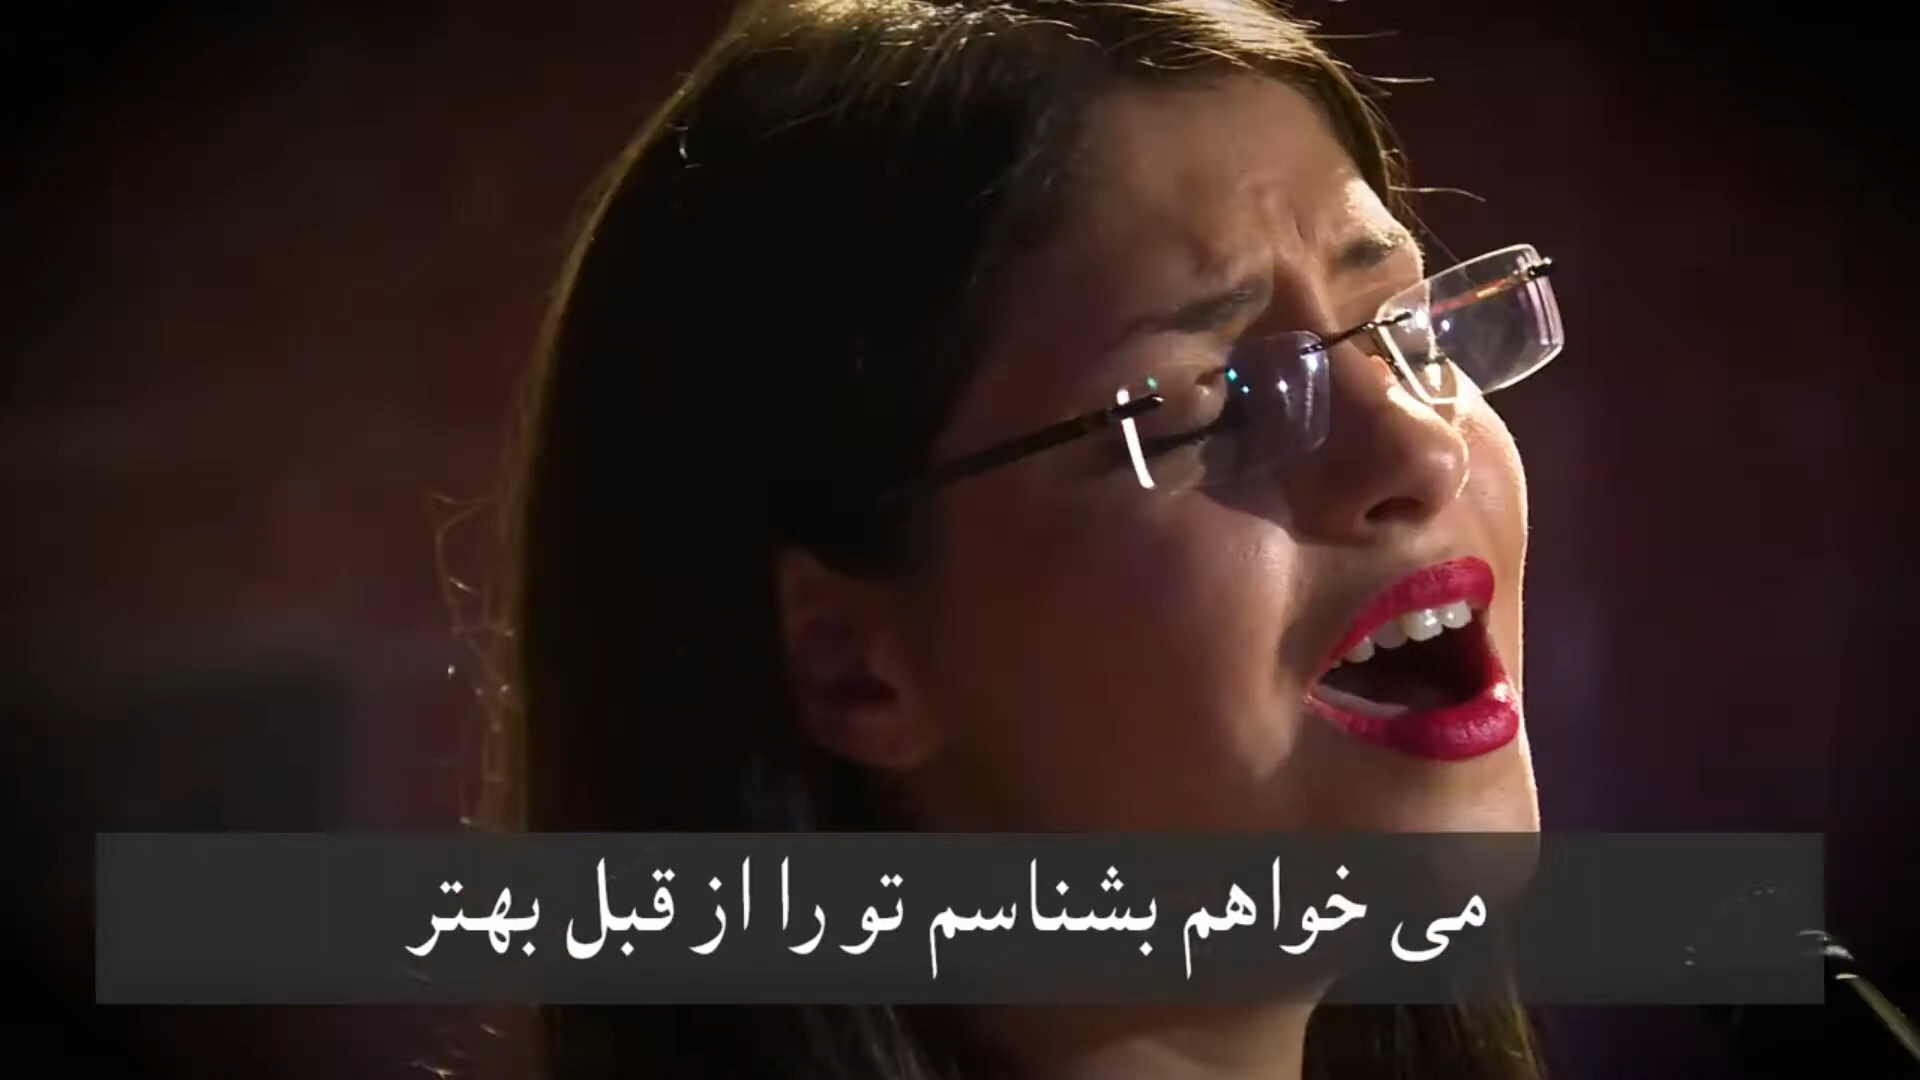 می خواهم بشناسم تو را از قبل بهتر